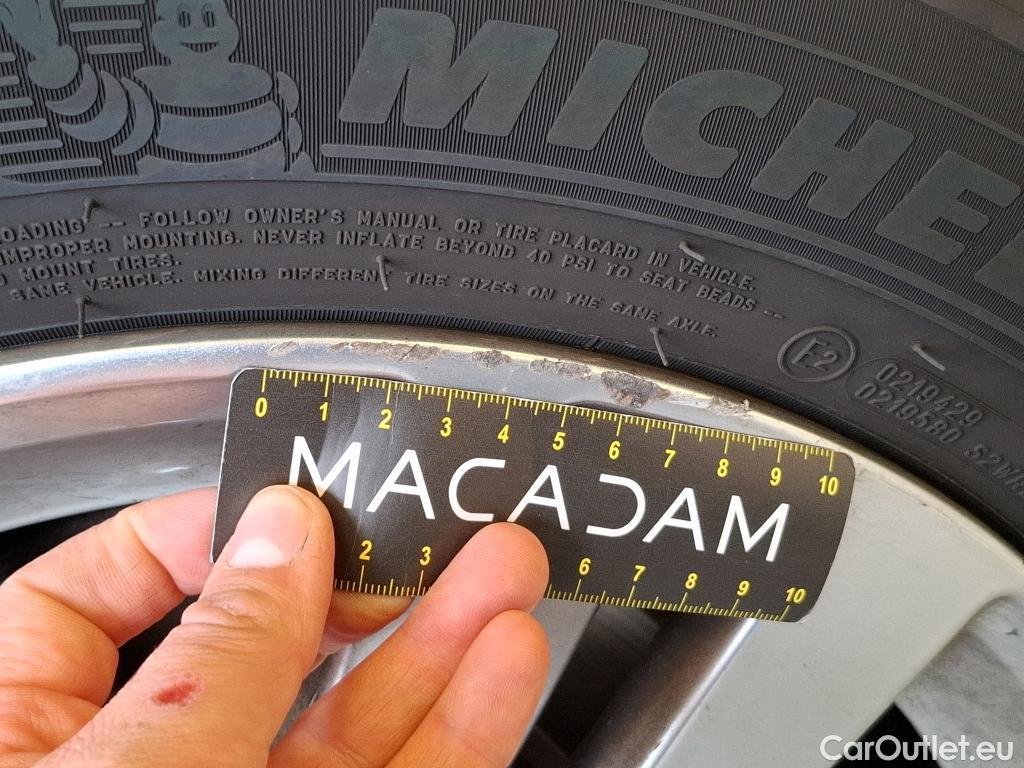 MICHE
LOADING -- FOLLOW OWNER'S MANUAL OR TIRE PLACARD IN VEHICLE.
IMPROPER MOUNTING. NEVER INFLATE BEYOND 40 PSI TO SEAT BEADS --
MOUNT TIRES.
SAME VEHICLE. MIXING DIFFERENT TIRE SIZES ON THE SAME AXLE.
E2
0219429
0219580 S2WR
0 1 2 3 4 5 6 7 8 9 10
MACADAM
2 3 6 7 8 9 10
CarOutlet.eu